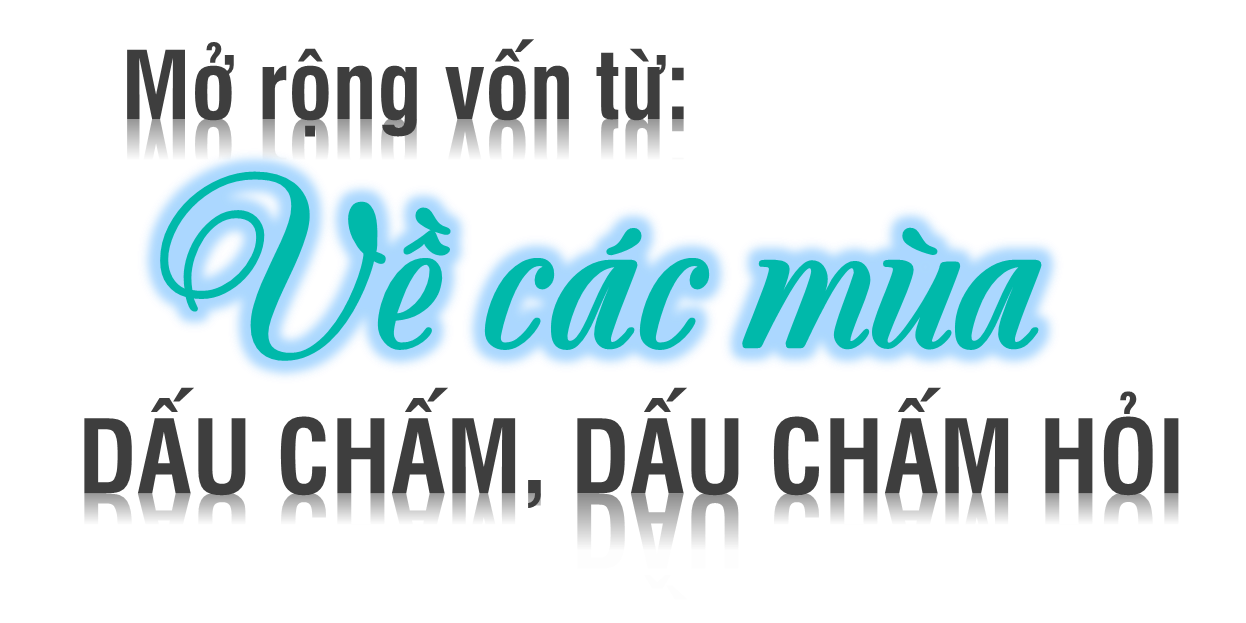 Mở rộng vốn từ:
Về các mùa
DẤU CHẤM, DẤU CHẤM HỎI